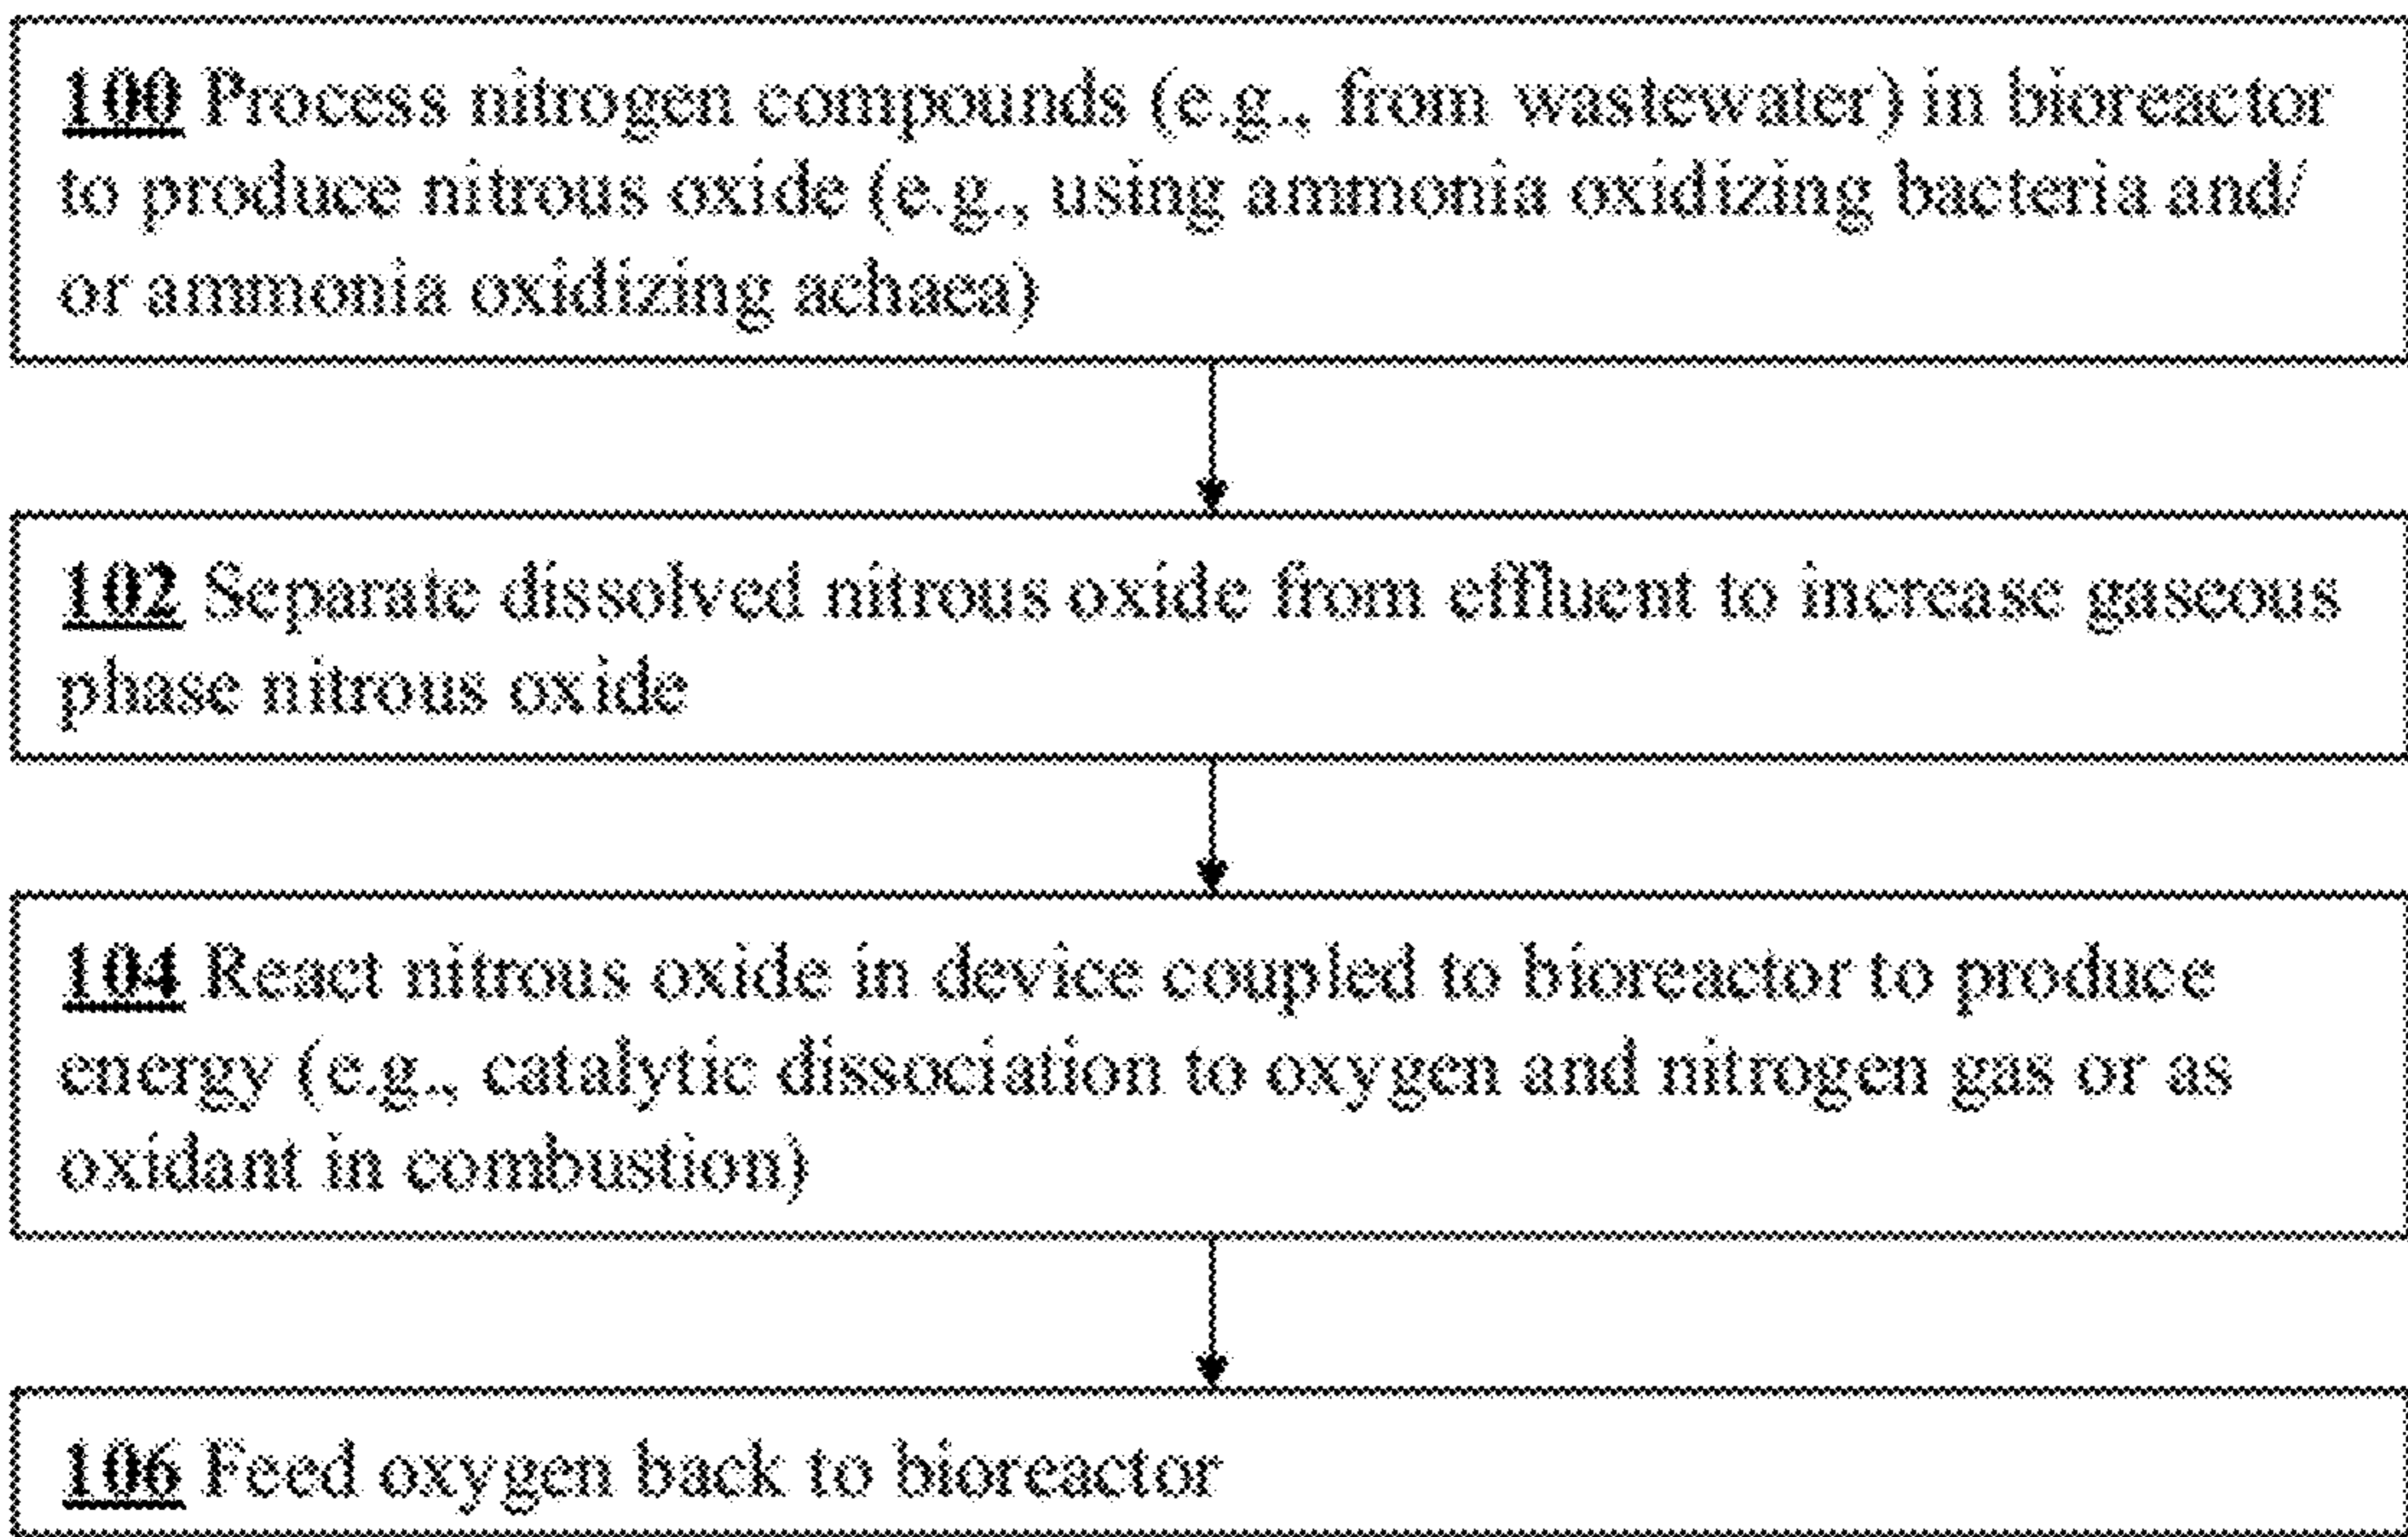 100 Process nitrogen compounds (e.g., from wastewater) in bioreactor
to produce nitrous oxide (e.g., using ammonia oxidizing bacteria and/
or ammonia oxidizing achaea)
102 Separate dissolved nitrous oxide from effluent to increase gaseous
phase nitrous oxide
104 React nitrous oxide in device coupled to bioreactor to produce
energy (e.g., catalytic dissociation to oxygen and nitrogen gas or as
oxidant in combustion)
106 Feed oxygen back to bioreactor